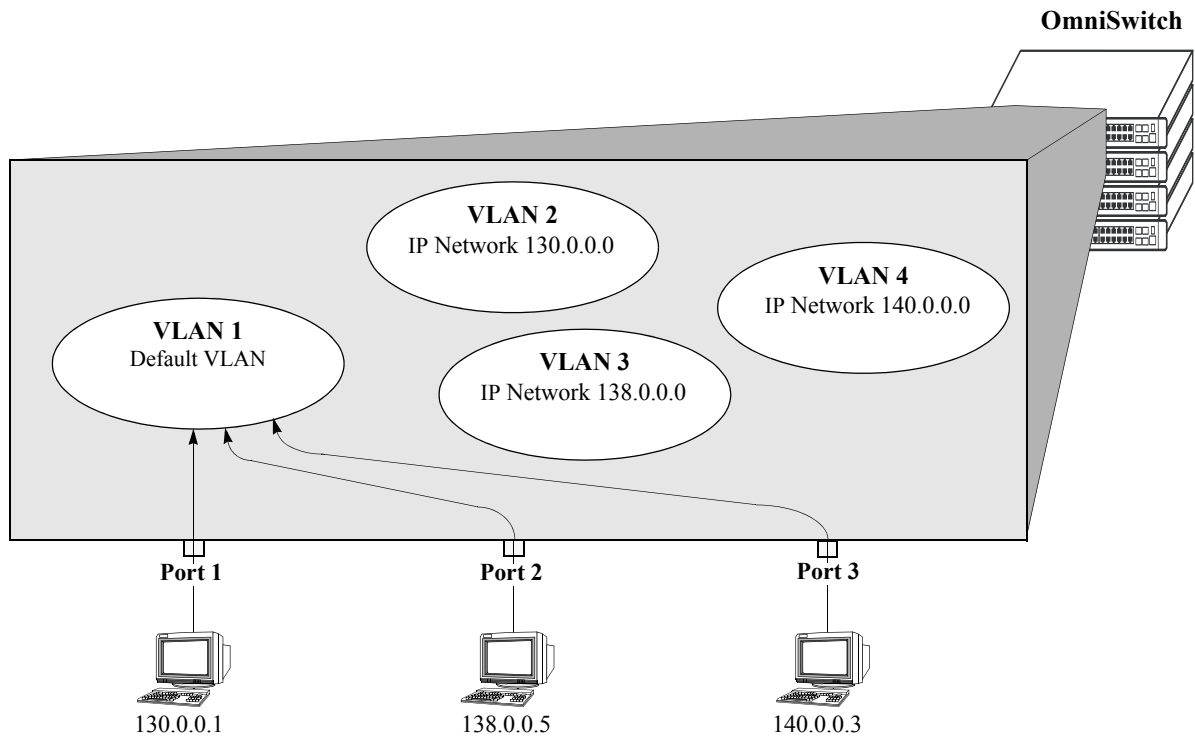 OmniSwitch
VLAN 2
IP Network 130.0.0.0
VLAN 4
IP Network 140.0.0.0
VLAN 1
Default VLAN
VLAN 3
IP Network 138.0.0.0
Port 1
Port 2
Port 3
130.0.0.1
138.0.0.5
140.0.0.3